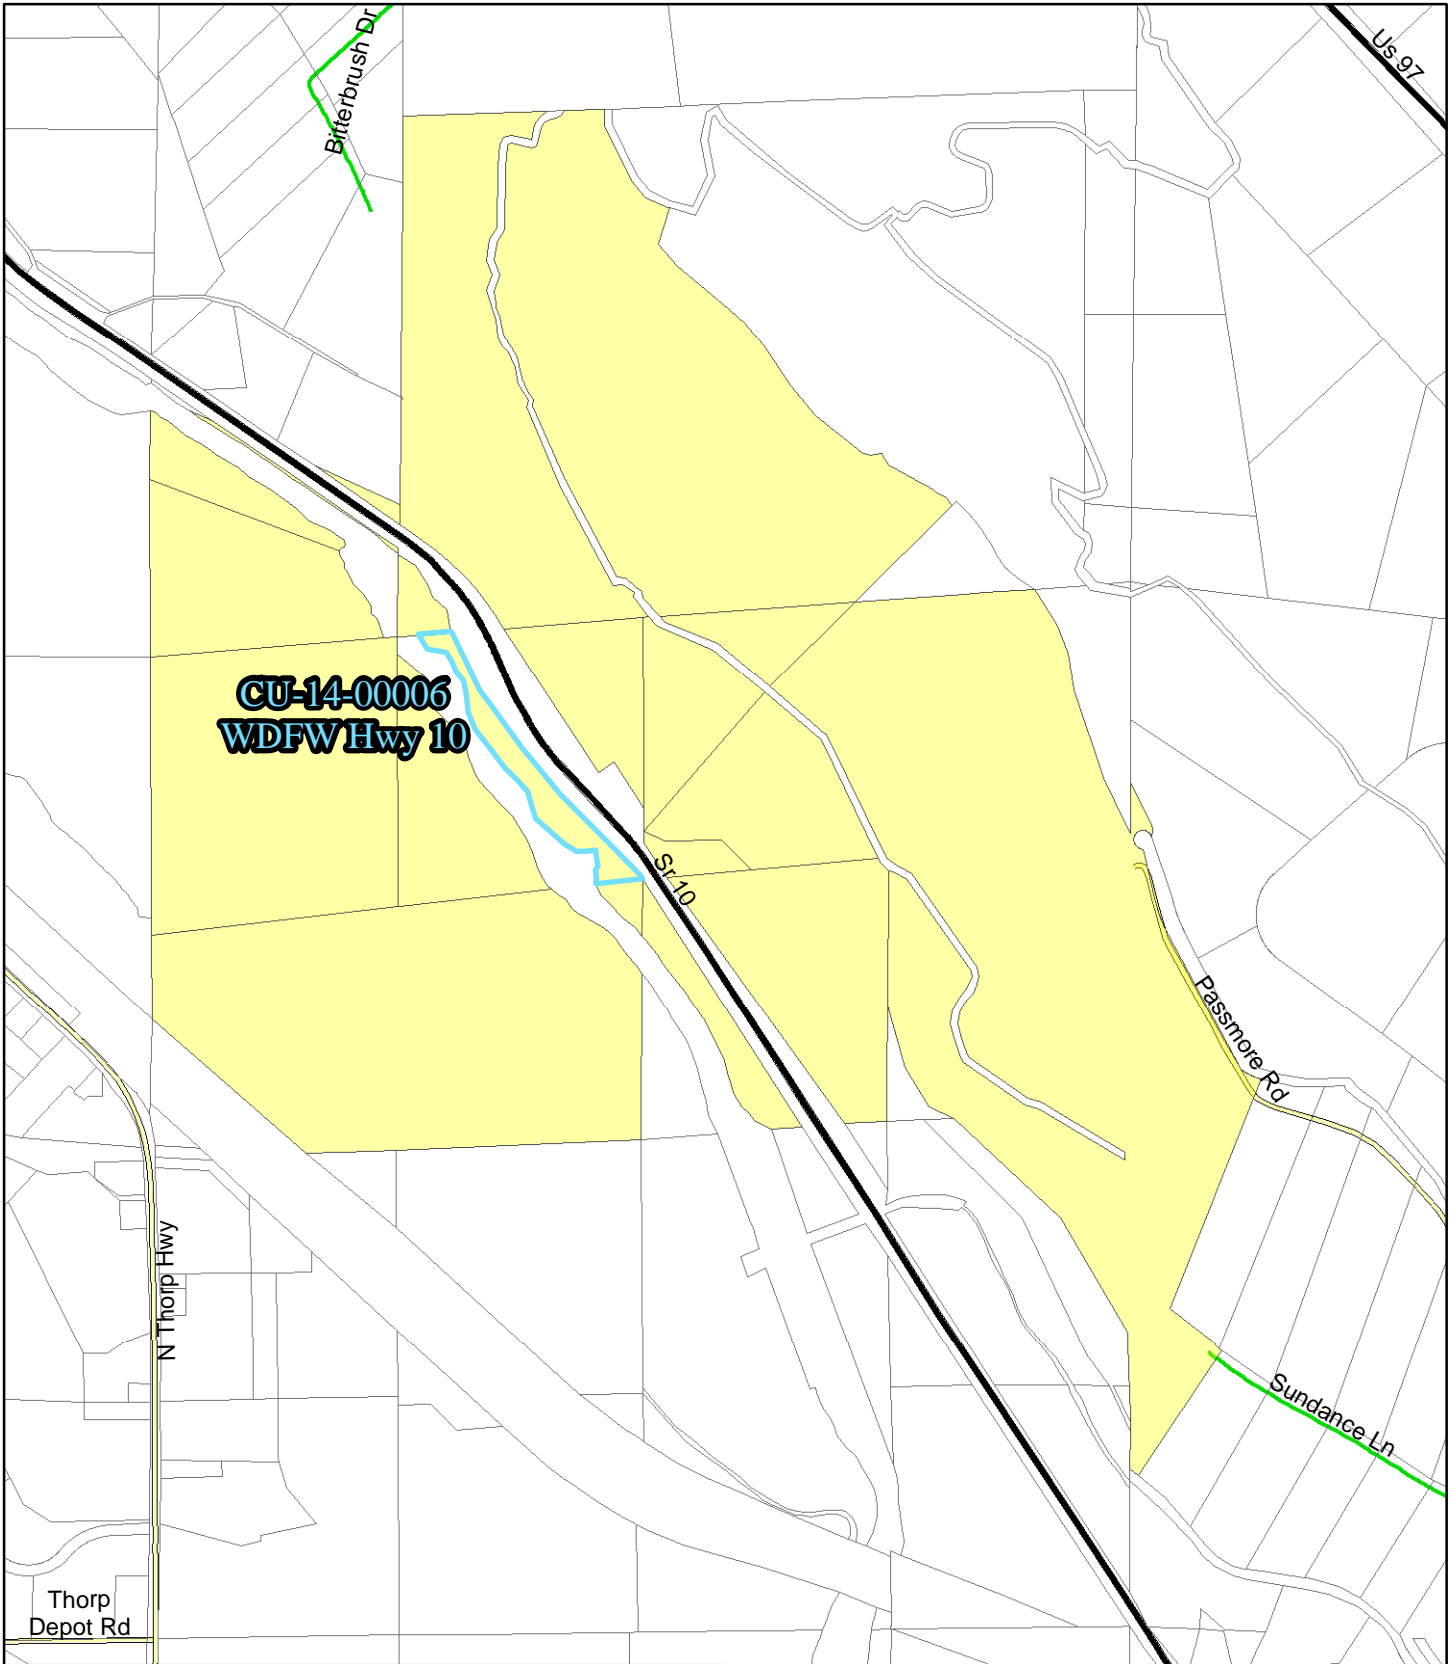 Bitterbrush Dr
Us 97
CU-14-00006
WDFW Hwy 10
Sr 10
Passmore Rd
N Thorp Hwy
Sundance Ln
Thorp
Depot Rd